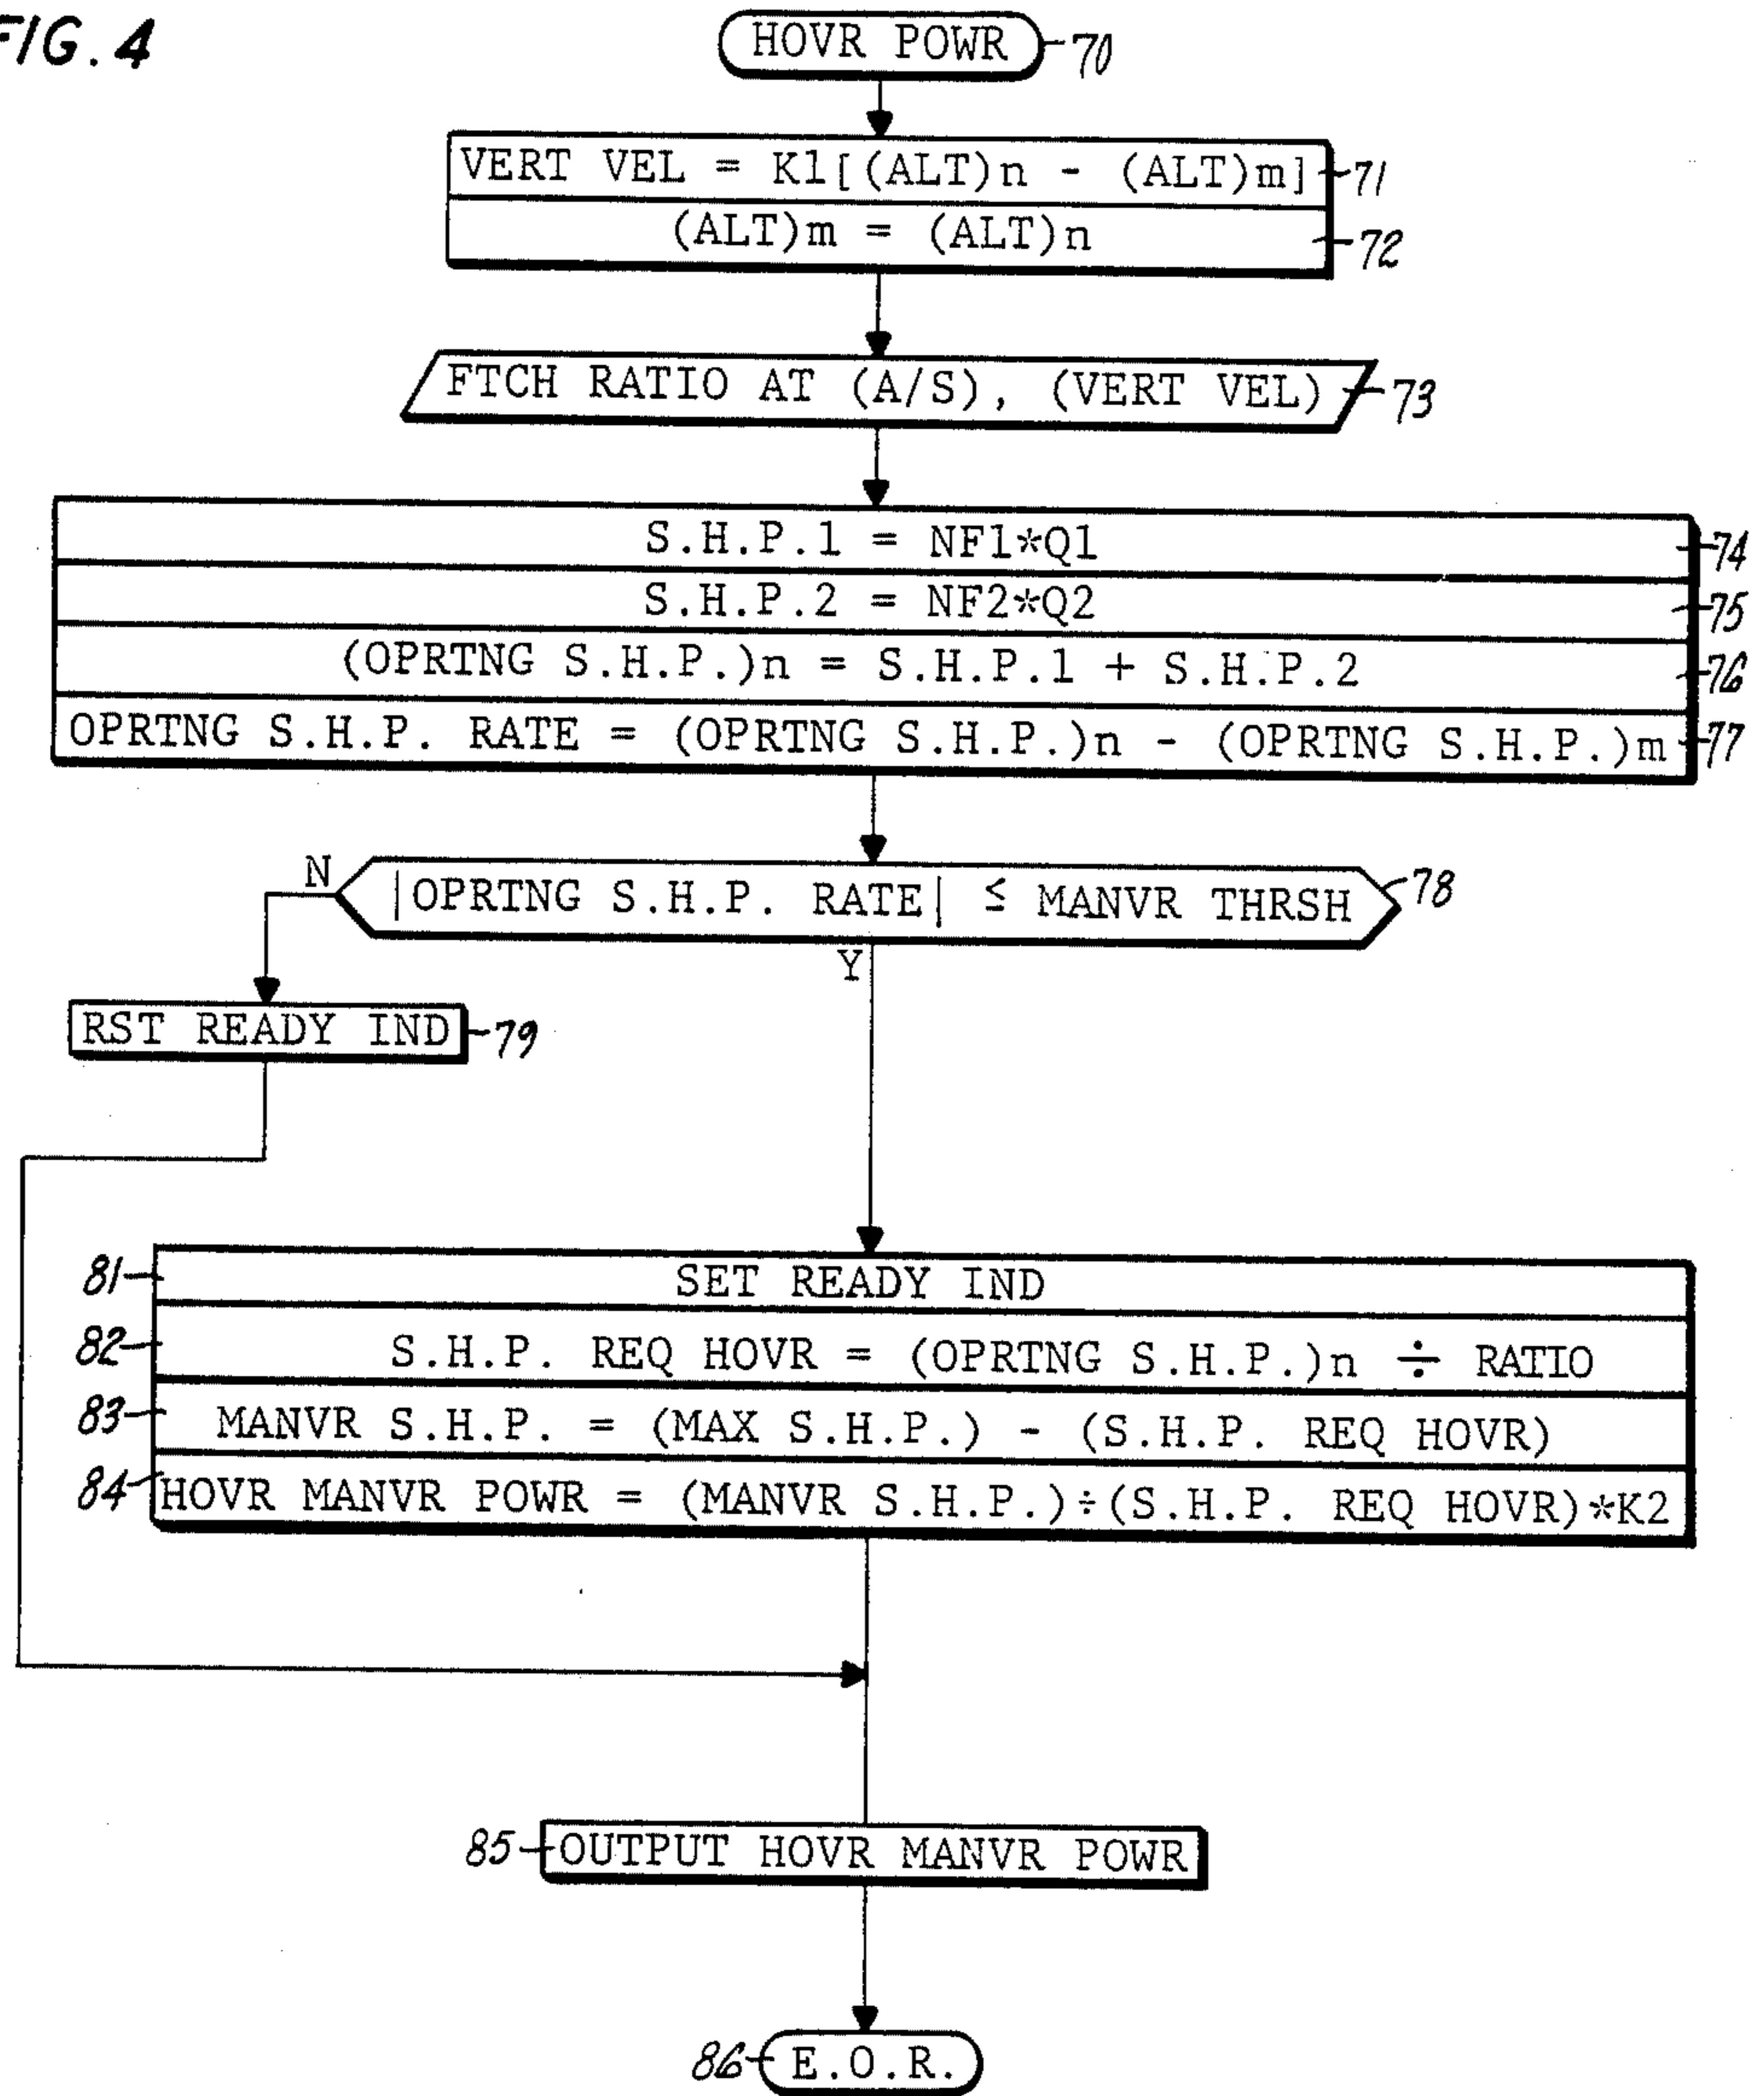 FIG. 4
HOVR POWR 70
VERT VEL = K1[(ALT)n - (ALT)m] 71
(ALT)m = (ALT)n 72
FTCH RATIO AT (A/S), (VERT VEL) 73
S.H.P.1 = NF1*Q1 74
S.H.P.2 = NF2*Q2 75
(OPRTNG S.H.P.)n = S.H.P.1 + S.H.P.2 76
OPRTNG S.H.P. RATE = (OPRTNG S.H.P.)n - (OPRTNG S.H.P.)m 77
N |OPRTNG S.H.P. RATE| ≤ MANVR THRSH 78
Y
RST READY IND 79
81 SET READY IND
82 S.H.P. REQ HOVR = (OPRTNG S.H.P.)n ÷ RATIO
83 MANVR S.H.P. = (MAX S.H.P.) - (S.H.P. REQ HOVR)
84 HOVR MANVR POWR = (MANVR S.H.P.)÷(S.H.P. REQ HOVR)*K2
85 OUTPUT HOVR MANVR POWR
86 E.O.R.